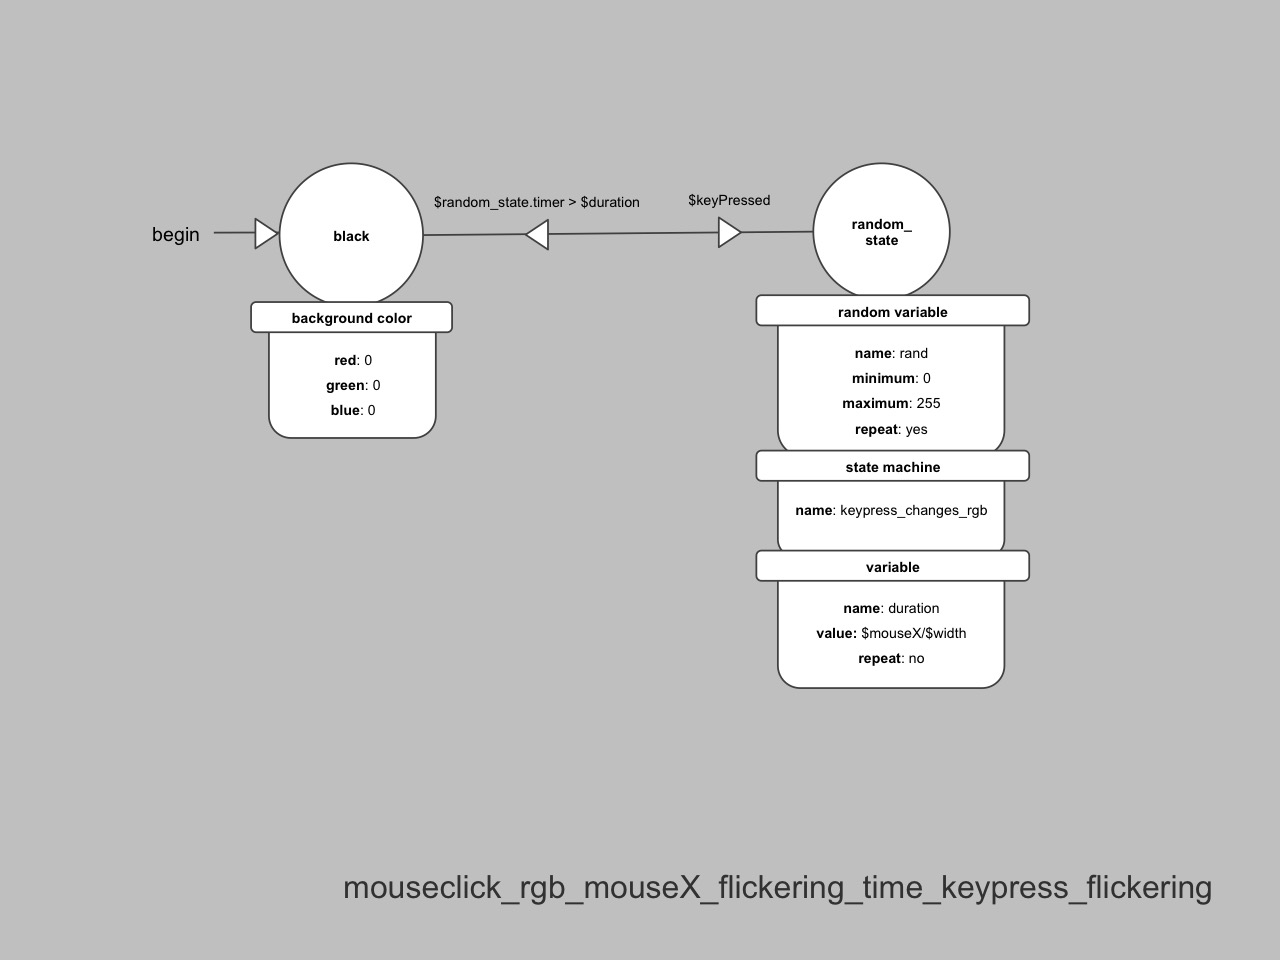 $random_state.timer > $duration
$keyPressed
begin
black
random_
state
background color
red: 0
green: 0
blue: 0
random variable
name: rand
minimum: 0
maximum: 255
repeat: yes
state machine
name: keypress_changes_rgb
variable
name: duration
value: $mouseX/$width
repeat: no
mouseclick_rgb_mouseX_flickering_time_keypress_flickering